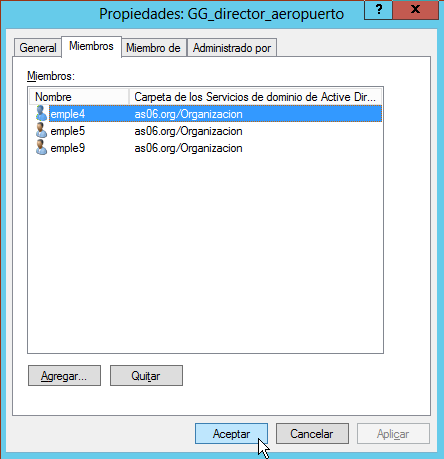 Propiedades: GG_director_aeropuerto ? x
General Miembros Miembro de Administrado por
Miembros:
Nombre Carpeta de los Servicios de dominio de Active Dir...
emple4 as06.org/Organizacion
emple5 as06.org/Organizacion
emple9 as06.org/Organizacion
Agregar... Quitar
Aceptar Cancelar Aplicar